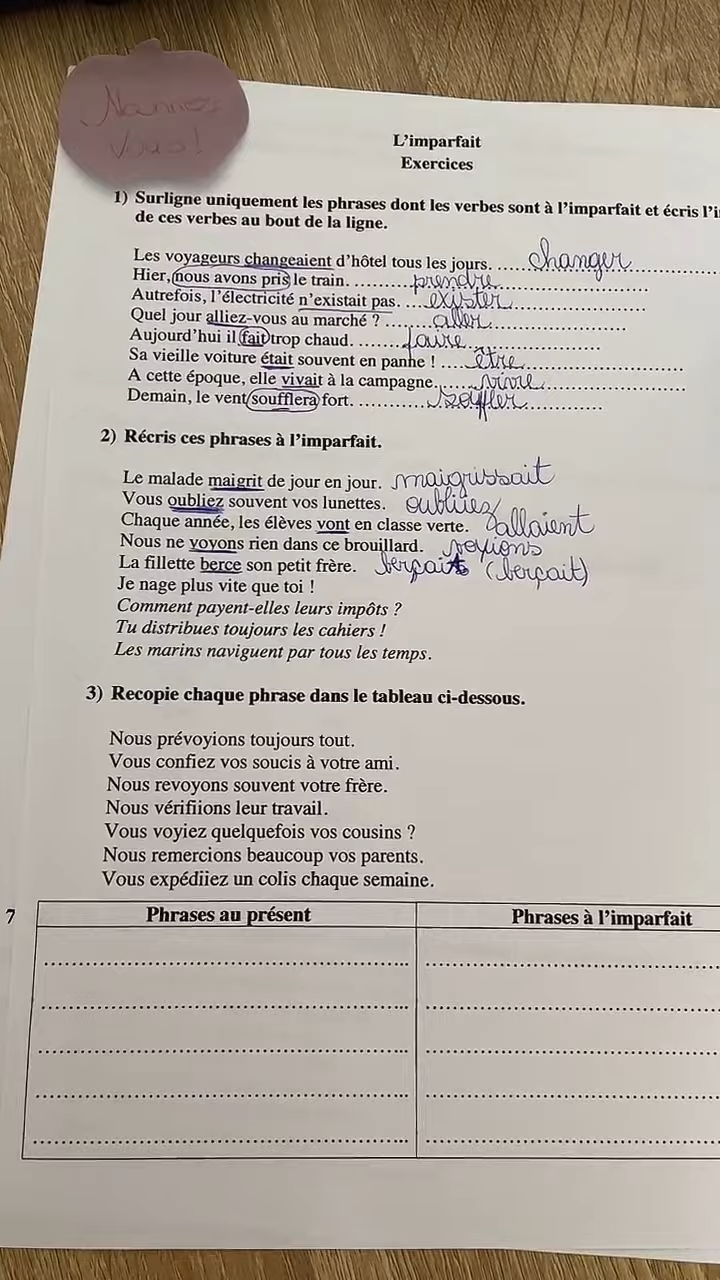 Nannez
Vous!
L'imparfait
Exercices
1) Surligne uniquement les phrases dont les verbes sont à l'imparfait et écris l'i
de ces verbes au bout de la ligne.
Les voyageurs changeaient d'hôtel tous les jours. ..... changer
Hier, nous avons pris le train. ........ prendre
Autrefois, l'électricité n'existait pas. .... exister
Quel jour alliez-vous au marché ? ....... aller
Aujourd'hui il fait trop chaud. ........ faire
Sa vieille voiture était souvent en panne ! .... être
A cette époque, elle vivait à la campagne....... vivre
Demain, le vent soufflera fort. ............ souffler
2) Récris ces phrases à l'imparfait.
Le malade maigrit de jour en jour. maigrissait
Vous oubliez souvent vos lunettes. oubliiez
Chaque année, les élèves vont en classe verte. allaient
Nous ne voyons rien dans ce brouillard. voyions
La fillette berce son petit frère. berçait (berçait)
Je nage plus vite que toi !
Comment payent-elles leurs impôts ?
Tu distribues toujours les cahiers !
Les marins naviguent par tous les temps.
3) Recopie chaque phrase dans le tableau ci-dessous.
Nous prévoyions toujours tout.
Vous confiez vos soucis à votre ami.
Nous revoyons souvent votre frère.
Nous vérifiions leur travail.
Vous voyiez quelquefois vos cousins ?
Nous remercions beaucoup vos parents.
Vous expédiiez un colis chaque semaine.
7 Phrases au présent Phrases à l'imparfait